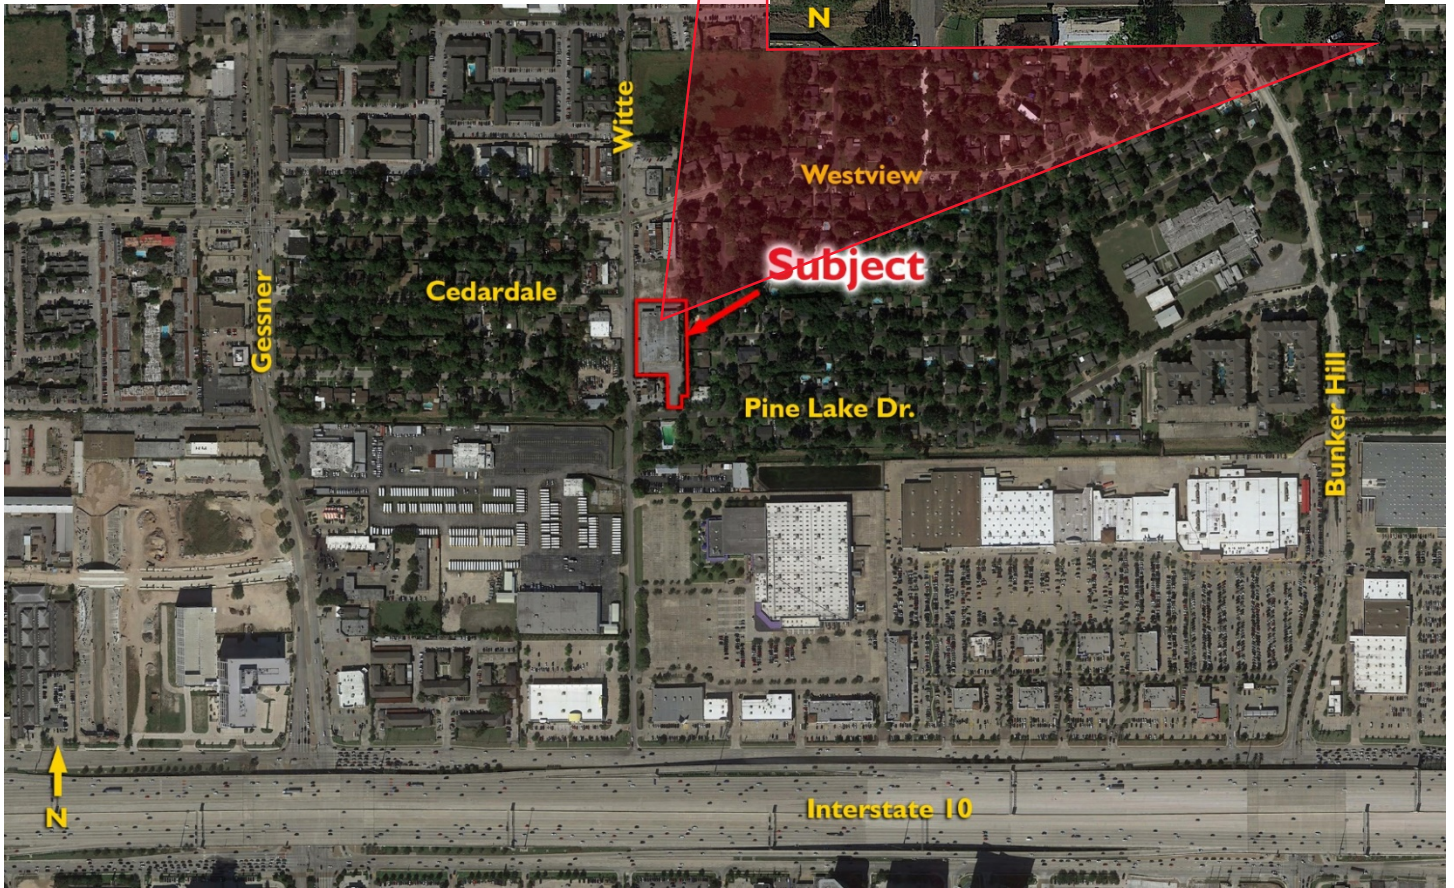 N
Witte
Westview
Subject
Cedardale
Gessner
Pine Lake Dr.
Bunker Hill
Interstate 10
N